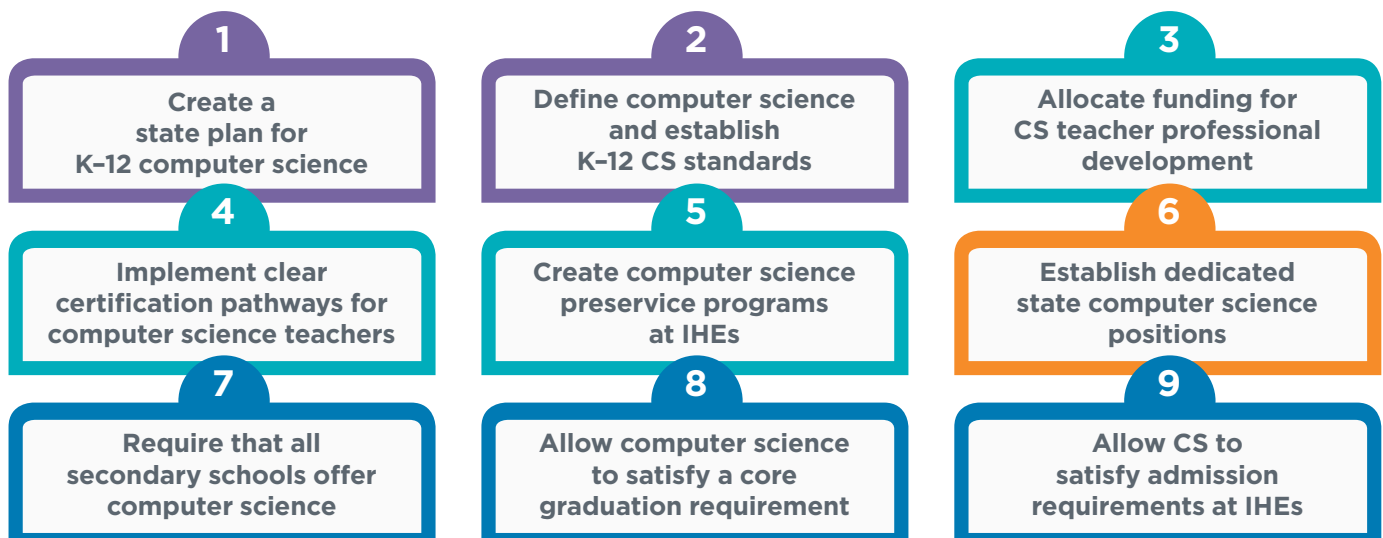 1
Create a
state plan for
K–12 computer science
2
Define computer science
and establish
K–12 CS standards
3
Allocate funding for
CS teacher professional
development
4
Implement clear
certification pathways for
computer science teachers
5
Create computer science
preservice programs
at IHEs
6
Establish dedicated
state computer science
positions
7
Require that all
secondary schools offer
computer science
8
Allow computer science
to satisfy a core
graduation requirement
9
Allow CS to
satisfy admission
requirements at IHEs